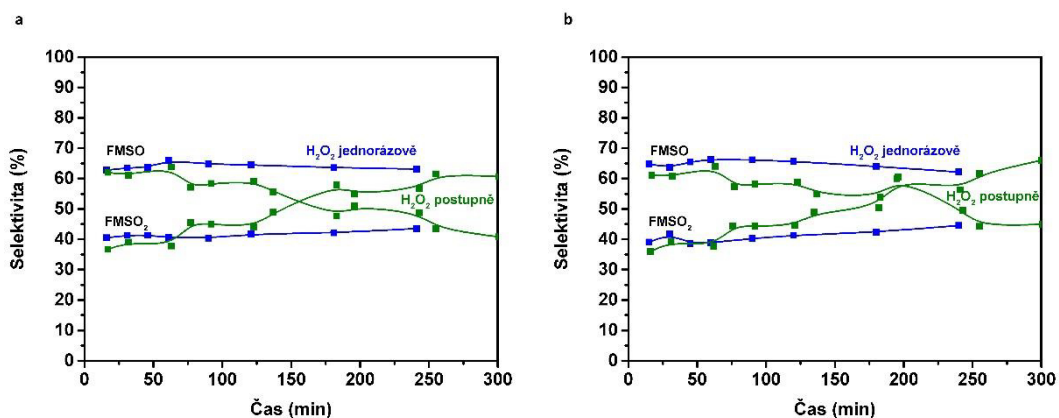 a
b
100
90
80
70
60
50
40
30
20
10
0
Selektivita (%)
FMSO
H₂O₂ jednorázově
H₂O₂ postupně
FMSO₂
0 50 100 150 200 250 300
Čas (min)
100
90
80
70
60
50
40
30
20
10
0
Selektivita (%)
FMSO
H₂O₂ jednorázově
H₂O₂ postupně
FMSO₂
0 50 100 150 200 250 300
Čas (min)